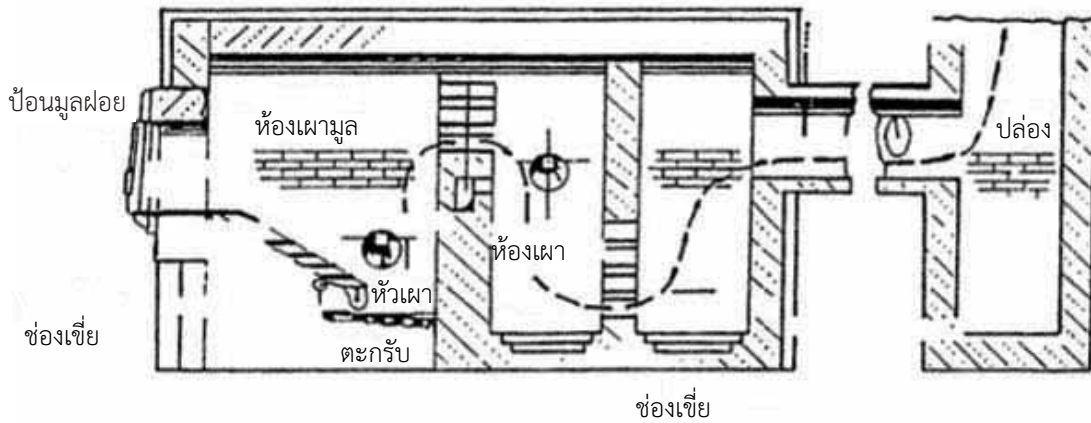 ป้อนมูลฝอย
ห้องเผามูล
ปล่อง
ห้องเผา
หัวเผา
ช่องเขี่ย
ตะกรับ
ช่องเขี่ย